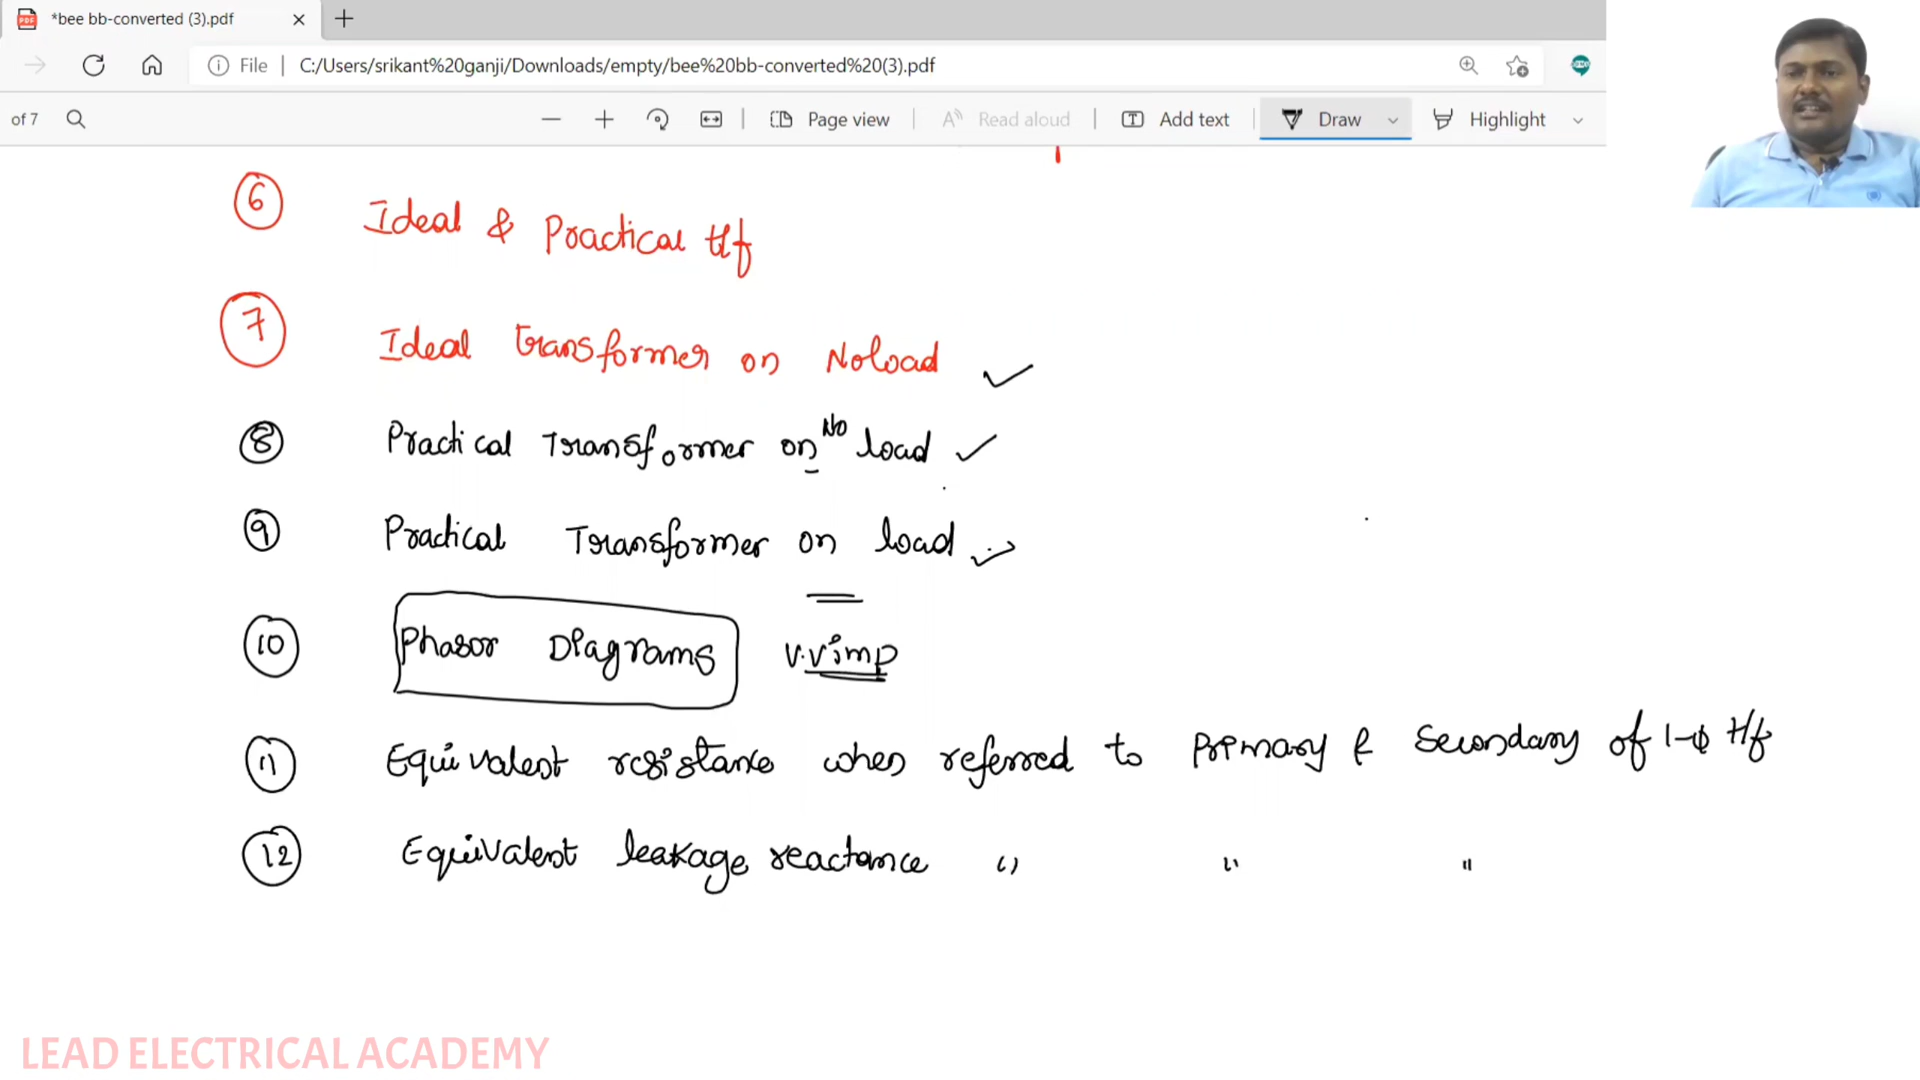 *bee bb-converted (3).pdf
File | C:/Users/srikant%20ganji/Downloads/empty/bee%20bb-converted%20(3).pdf
of 7 Page view Read aloud Add text Draw Highlight
6 Ideal & Practical t/f
7 Ideal transformer on Noload
8 Practical Transformer on No load
9 Practical Transformer on load
10 Phasor Diagrams v.v imp
11 Equivalent resistance when referred to Primary & Secondary of 1-ϕ t/f
12 Equivalent leakage reactance " " "
LEAD ELECTRICAL ACADEMY